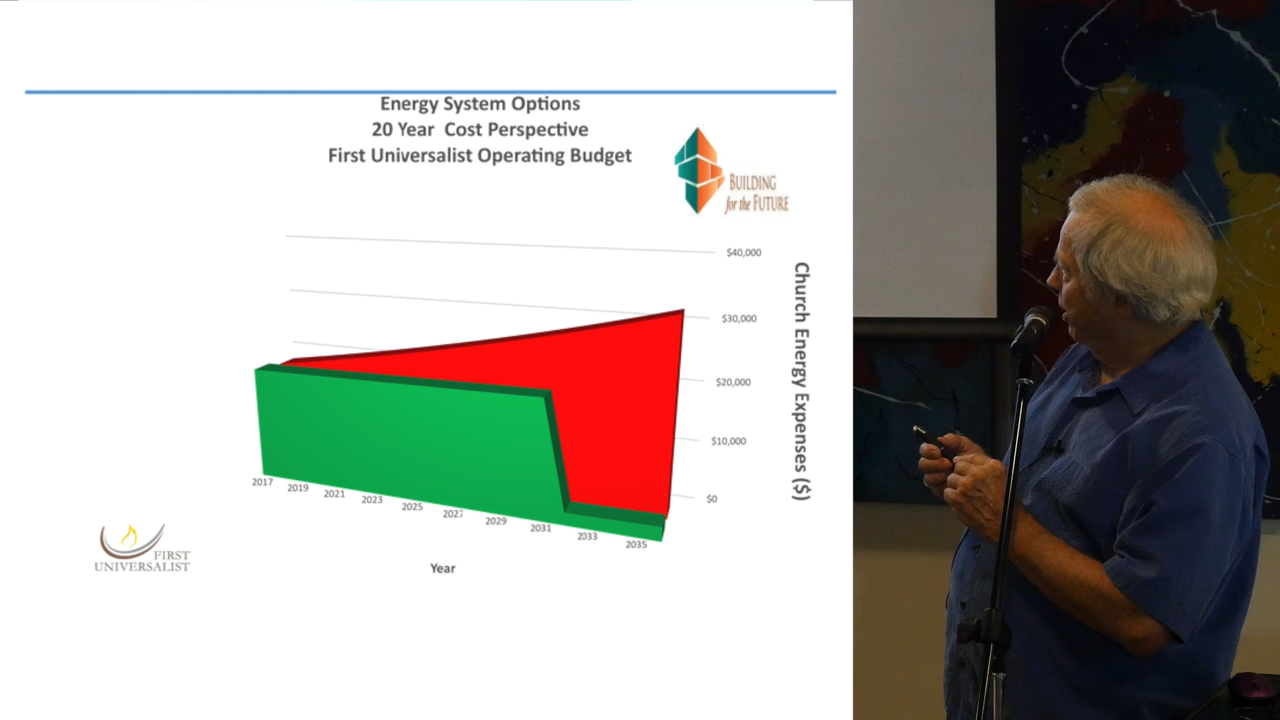 Energy System Options
20 Year Cost Perspective
First Universalist Operating Budget
BUILDING
for the FUTURE
$40,000
$30,000
$20,000
$10,000
$0
Church Energy Expenses ($)
2017 2019 2021 2023 2025 2027 2029 2031 2033 2035
Year
FIRST
UNIVERSALIST